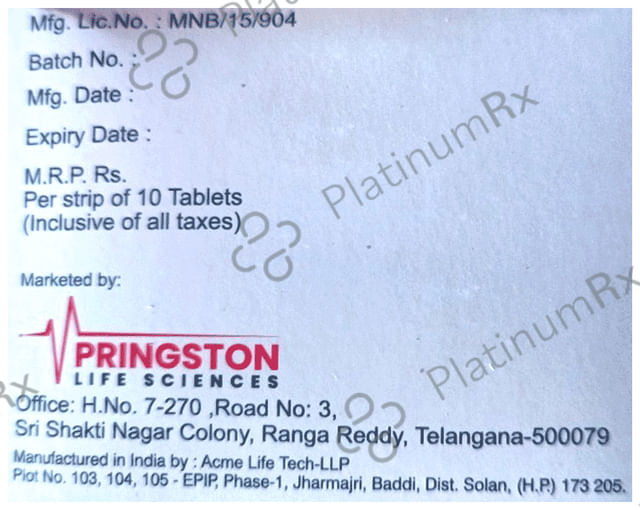 Mfg. Lic.No. : MNB/15/904
Batch No. :
Mfg. Date :
Expiry Date :
M.R.P. Rs.
Per strip of 10 Tablets
(Inclusive of all taxes)
PlatinumRx
Marketed by:
PRINGSTON
LIFE SCIENCES
PlatinumRx
Office: H.No. 7-270 ,Road No: 3,
Sri Shakti Nagar Colony, Ranga Reddy, Telangana-500079
Manufactured in India by : Acme Life Tech-LLP
Plot No. 103, 104, 105 - EPIP, Phase-1, Jharmajri, Baddi, Dist. Solan, (H.P.) 173 205.